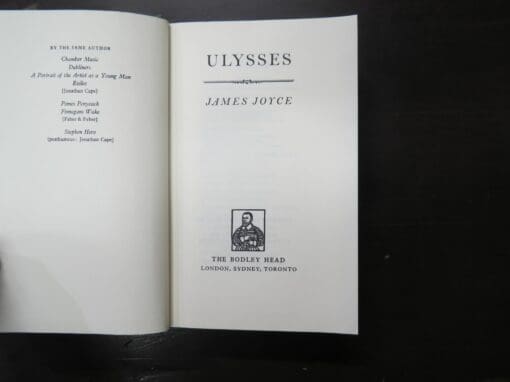 BY THE SAME AUTHOR
Chamber Music
Dubliners
A Portrait of the Artist as a Young Man
Exiles
[Jonathan Cape]
Pomes Penyeach
Finnegans Wake
[Faber & Faber]
Stephen Hero
[posthumous: Jonathan Cape]
ULYSSES
JAMES JOYCE
THE BODLEY HEAD
LONDON, SYDNEY, TORONTO